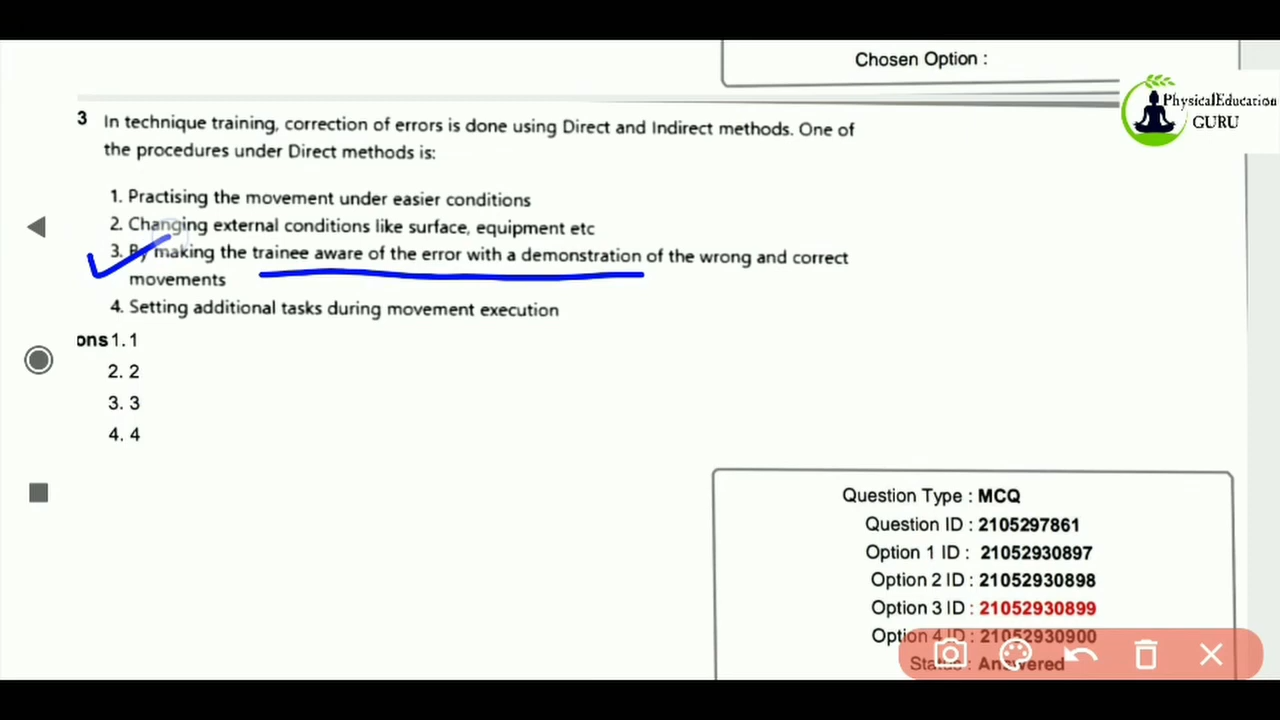 Chosen Option :
PhysicalEducation
GURU
3 In technique training, correction of errors is done using Direct and Indirect methods. One of
the procedures under Direct methods is:
1. Practising the movement under easier conditions
2. Changing external conditions like surface, equipment etc
3. By making the trainee aware of the error with a demonstration of the wrong and correct
movements
4. Setting additional tasks during movement execution
ons 1. 1
2. 2
3. 3
4. 4
Question Type : MCQ
Question ID : 2105297861
Option 1 ID : 21052930897
Option 2 ID : 21052930898
Option 3 ID : 21052930899
Option 4 ID : 21052930900
Status : Answered